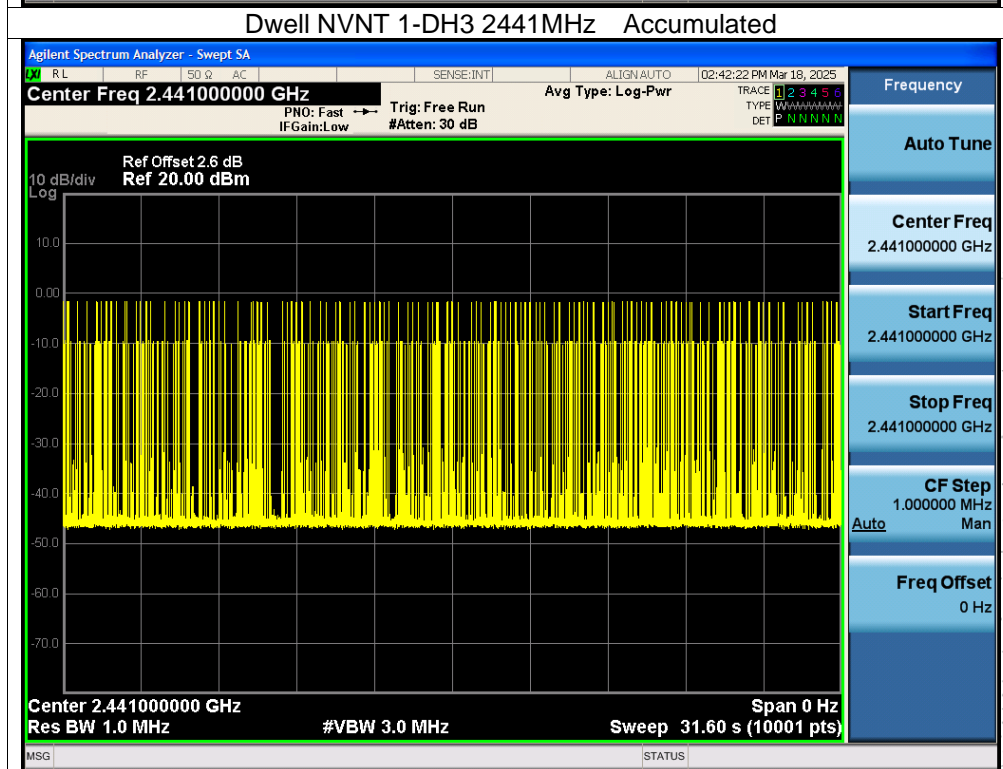 Dwell NVNT 1-DH3 2441MHz Accumulated
Agilent Spectrum Analyzer - Swept SA
RL RF 50 Ω AC SENSE:INT ALIGN AUTO 02:42:22 PM Mar 18, 2025
Center Freq 2.441000000 GHz
PNO: Fast
IFGain:Low
Trig: Free Run
#Atten: 30 dB
Avg Type: Log-Pwr
TRACE 1 2 3 4 5 6
TYPE
DET P N N N N N
Ref Offset 2.6 dB
10 dB/div Ref 20.00 dBm
Log
10.0
0.00
-10.0
-20.0
-30.0
-40.0
-50.0
-60.0
-70.0
Center 2.441000000 GHz Span 0 Hz
Res BW 1.0 MHz #VBW 3.0 MHz Sweep 31.60 s (10001 pts)
MSG STATUS
Frequency
Auto Tune
Center Freq
2.441000000 GHz
Start Freq
2.441000000 GHz
Stop Freq
2.441000000 GHz
CF Step
1.000000 MHz
Auto Man
Freq Offset
0 Hz